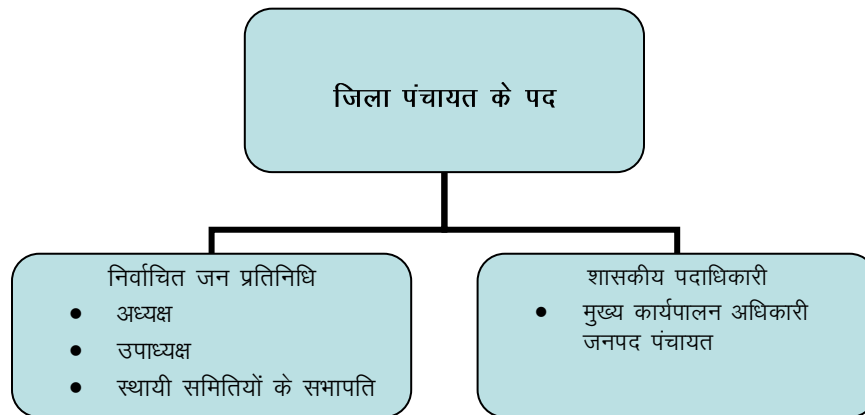 जिला पंचायत के पद
निर्वाचित जन प्रतिनिधि
• अध्यक्ष
• उपाध्यक्ष
• स्थायी समितियों के सभापति
शासकीय पदाधिकारी
• मुख्य कार्यपालन अधिकारी
जनपद पंचायत